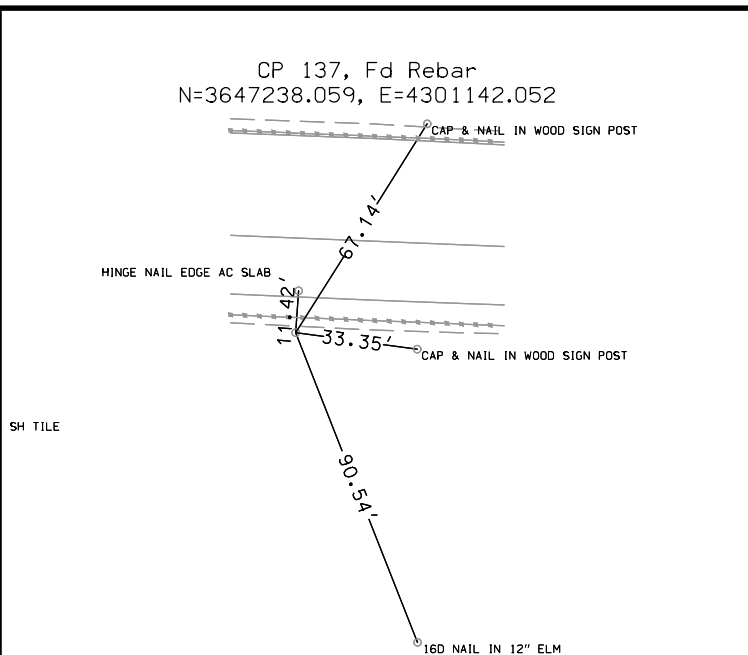 CP 137, Fd Rebar
N=3647238.059, E=4301142.052
CAP & NAIL IN WOOD SIGN POST
67.14'
HINGE NAIL EDGE AC SLAB
11.42'
33.35'
CAP & NAIL IN WOOD SIGN POST
SH TILE
90.54'
16D NAIL IN 12" ELM